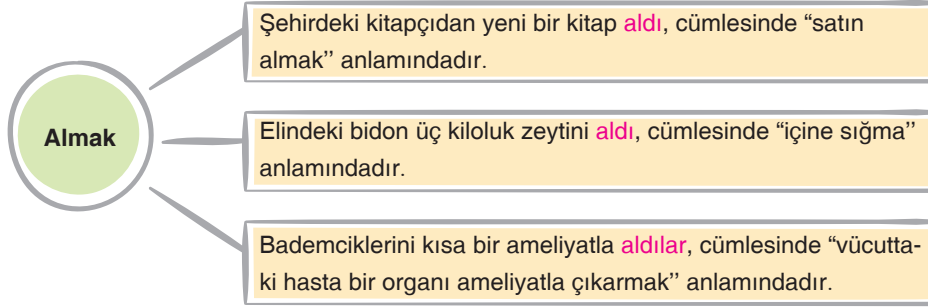 Almak
Şehirdeki kitapçıdan yeni bir kitap aldı, cümlesinde “satın
almak’’ anlamındadır.
Elindeki bidon üç kiloluk zeytini aldı, cümlesinde “içine sığma’’
anlamındadır.
Bademciklerini kısa bir ameliyatla aldılar, cümlesinde “vücutta-
ki hasta bir organı ameliyatla çıkarmak’’ anlamındadır.